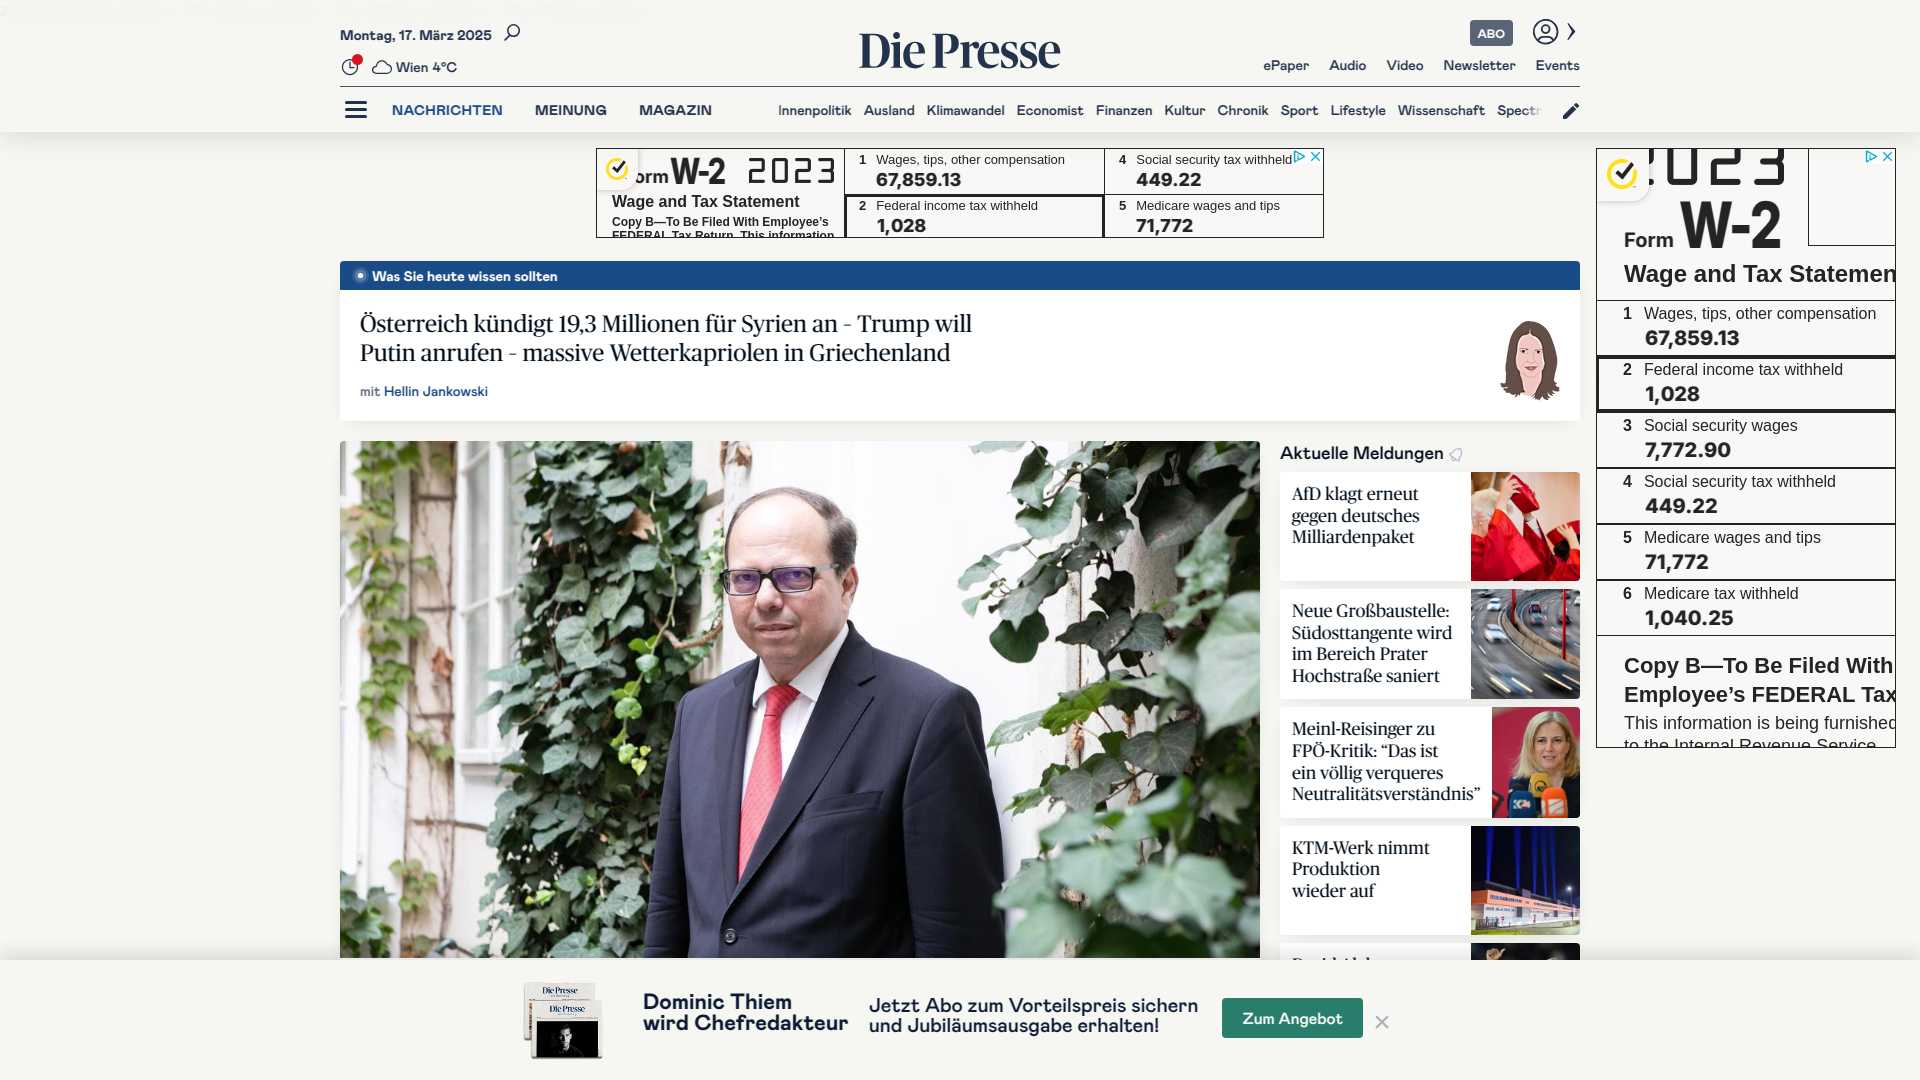 Montag, 17. März 2025
Wien 4°C
Die Presse
ABO
ePaper Audio Video Newsletter Events
NACHRICHTEN MEINUNG MAGAZIN
Innenpolitik Ausland Klimawandel Economist Finanzen Kultur Chronik Sport Lifestyle Wissenschaft Spectr
orm W-2 2023
Wage and Tax Statement
Copy B—To Be Filed With Employee’s
FEDERAL Tax Return. This information
1 Wages, tips, other compensation
67,859.13
2 Federal income tax withheld
1,028
4 Social security tax withheld
449.22
5 Medicare wages and tips
71,772
2023
Form W-2
Wage and Tax Statemen
1 Wages, tips, other compensation
67,859.13
2 Federal income tax withheld
1,028
3 Social security wages
7,772.90
4 Social security tax withheld
449.22
5 Medicare wages and tips
71,772
6 Medicare tax withheld
1,040.25
Copy B—To Be Filed With
Employee’s FEDERAL Tax
This information is being furnished
to the Internal Revenue Service
Was Sie heute wissen sollten
Österreich kündigt 19,3 Millionen für Syrien an – Trump will
Putin anrufen – massive Wetterkapriolen in Griechenland
mit Hellin Jankowski
Aktuelle Meldungen
AfD klagt erneut
gegen deutsches
Milliardenpaket
Neue Großbaustelle:
Südosttangente wird
im Bereich Prater
Hochstraße saniert
Meinl-Reisinger zu
FPÖ-Kritik: “Das ist
ein völlig verqueres
Neutralitätsverständnis”
KTM-Werk nimmt
Produktion
wieder auf
Die Presse
Die Presse
Dominic Thiem
wird Chefredakteur
Jetzt Abo zum Vorteilspreis sichern
und Jubiläumsausgabe erhalten!
Zum Angebot